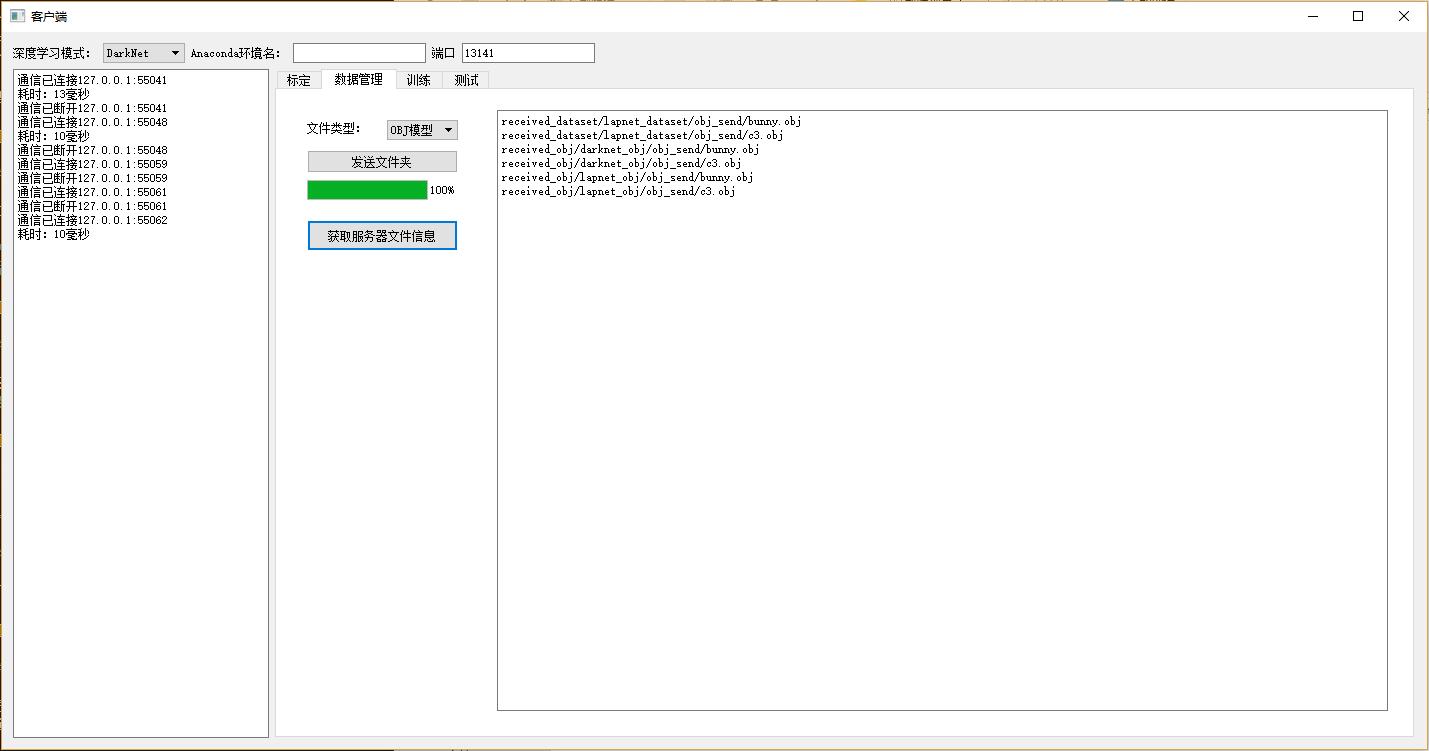 客户端
深度学习模式： DarkNet Anaconda环境名： 端口 13141
通信已连接127.0.0.1:55041
耗时：13毫秒
通信已断开127.0.0.1:55041
通信已连接127.0.0.1:55048
耗时：10毫秒
通信已断开127.0.0.1:55048
通信已连接127.0.0.1:55059
通信已断开127.0.0.1:55059
通信已连接127.0.0.1:55061
通信已断开127.0.0.1:55061
通信已连接127.0.0.1:55062
耗时：10毫秒
标定 数据管理 训练 测试
文件类型： OBJ模型
发送文件夹
100%
获取服务器文件信息
received_dataset/lapnet_dataset/obj_send/bunny.obj
received_dataset/lapnet_dataset/obj_send/c3.obj
received_obj/darknet_obj/obj_send/bunny.obj
received_obj/darknet_obj/obj_send/c3.obj
received_obj/lapnet_obj/obj_send/bunny.obj
received_obj/lapnet_obj/obj_send/c3.obj